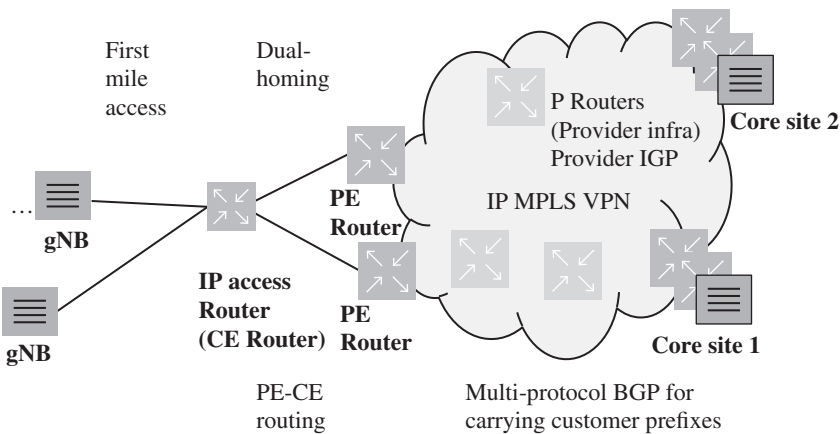 First
mile
access
Dual-
homing
P Routers
(Provider infra)
Provider IGP
Core site 2
... gNB
PE
Router
IP MPLS VPN
IP access
Router
(CE Router)
PE
Router
gNB
Core site 1
PE-CE
routing
Multi-protocol BGP for
carrying customer prefixes